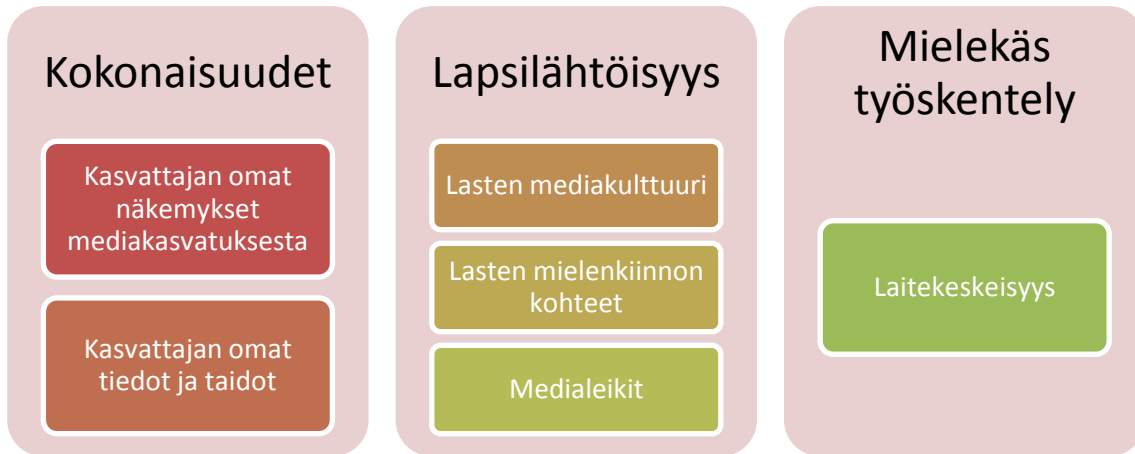 Kokonaisuudet
Kasvattajan omat
näkemykset
mediakasvatuksesta
Kasvattajan omat
tiedot ja taidot
Lapsilähtöisyys
Lasten mediakulttuuri
Lasten mielenkiinnon
kohteet
Medialeikit
Mielekäs
työskentely
Laitekeskeisyys